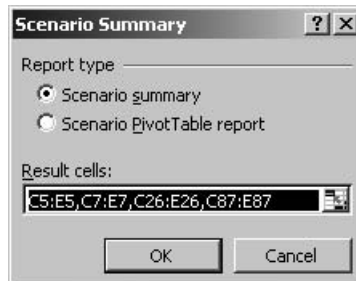 Scenario Summary
Report type
Scenario summary
Scenario PivotTable report
Result cells:
C5:E5,C7:E7,C26:E26,C87:E87
OK Cancel